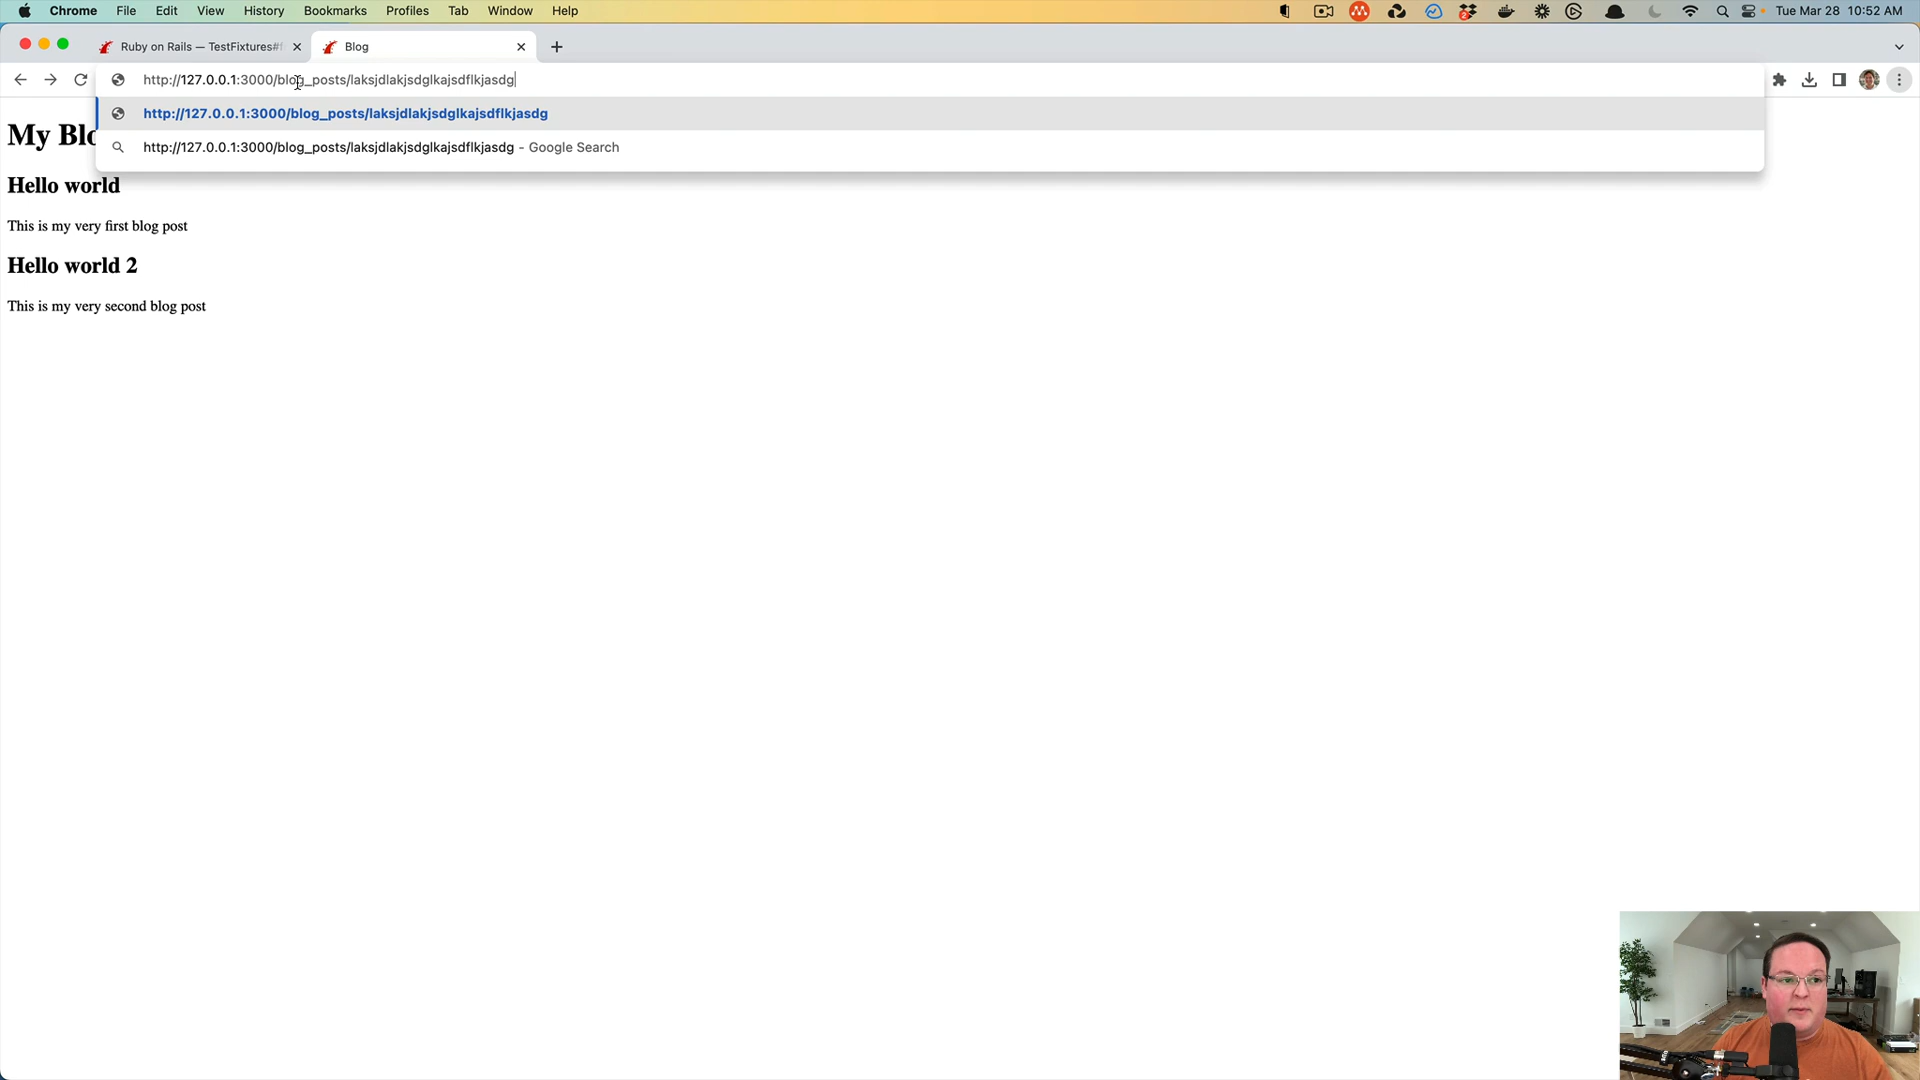 Chrome File Edit View History Bookmarks Profiles Tab Window Help Tue Mar 28 10:52 AM
Ruby on Rails — TestFixtures#f Blog
http://127.0.0.1:3000/blog_posts/laksjdlakjsdglkajsdflkjasdg
http://127.0.0.1:3000/blog_posts/laksjdlakjsdglkajsdflkjasdg
http://127.0.0.1:3000/blog_posts/laksjdlakjsdglkajsdflkjasdg - Google Search
My Blo
Hello world
This is my very first blog post
Hello world 2
This is my very second blog post